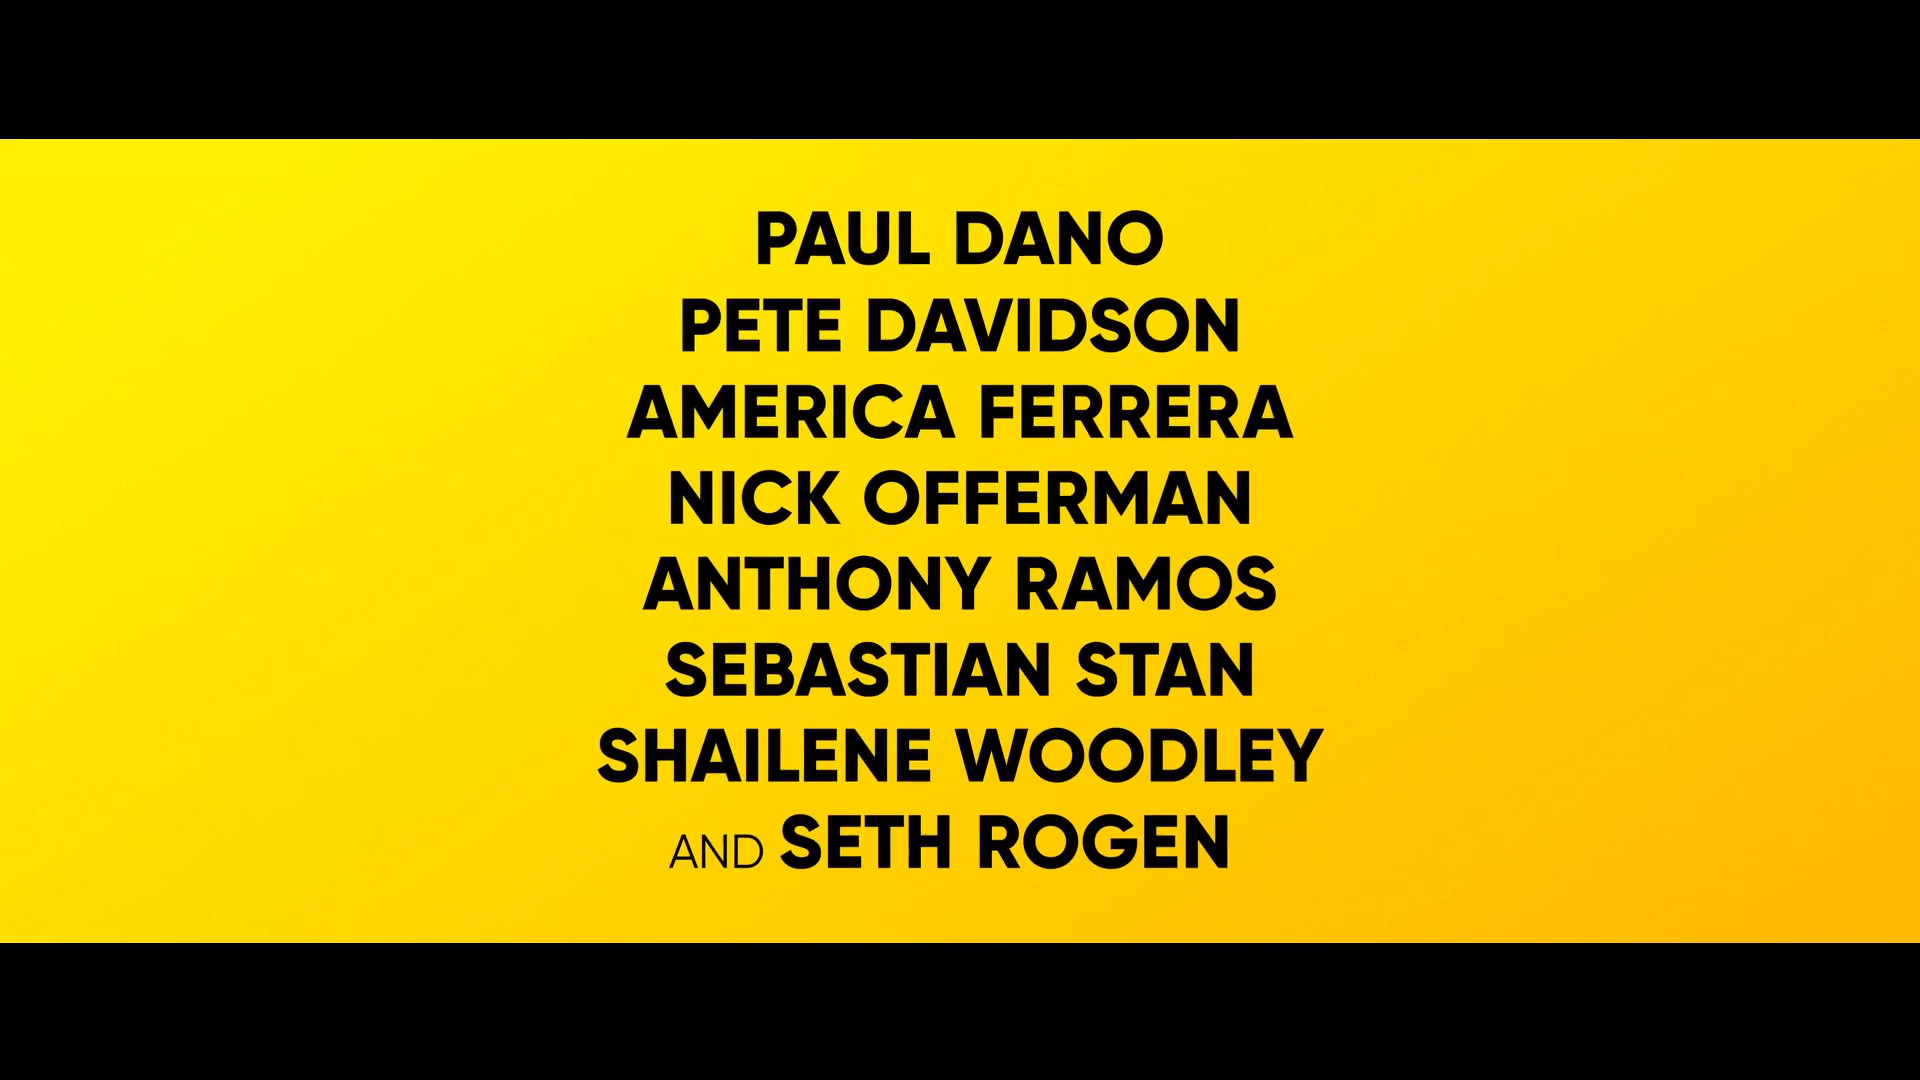 PAUL DANO
PETE DAVIDSON
AMERICA FERRERA
NICK OFFERMAN
ANTHONY RAMOS
SEBASTIAN STAN
SHAILENE WOODLEY
AND SETH ROGEN